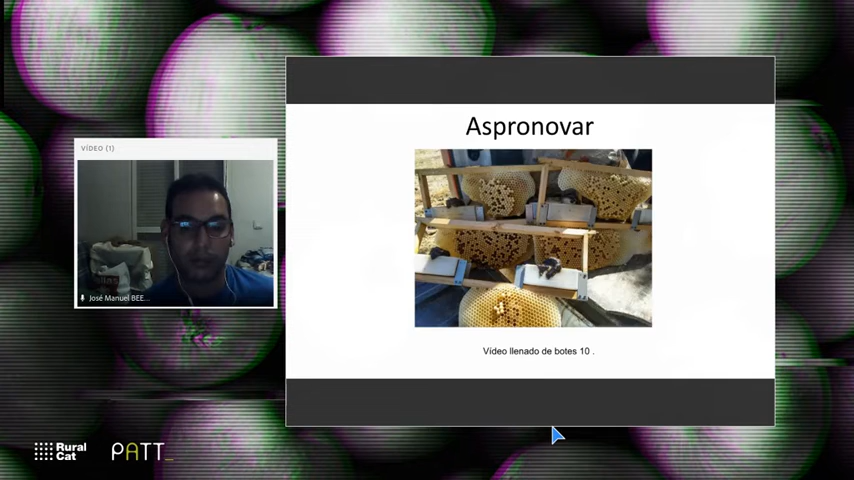 VÍDEO (1)
José Manuel BEE...
Aspronovar
Vídeo llenado de botes 10 .
Rural
Cat
PATT_